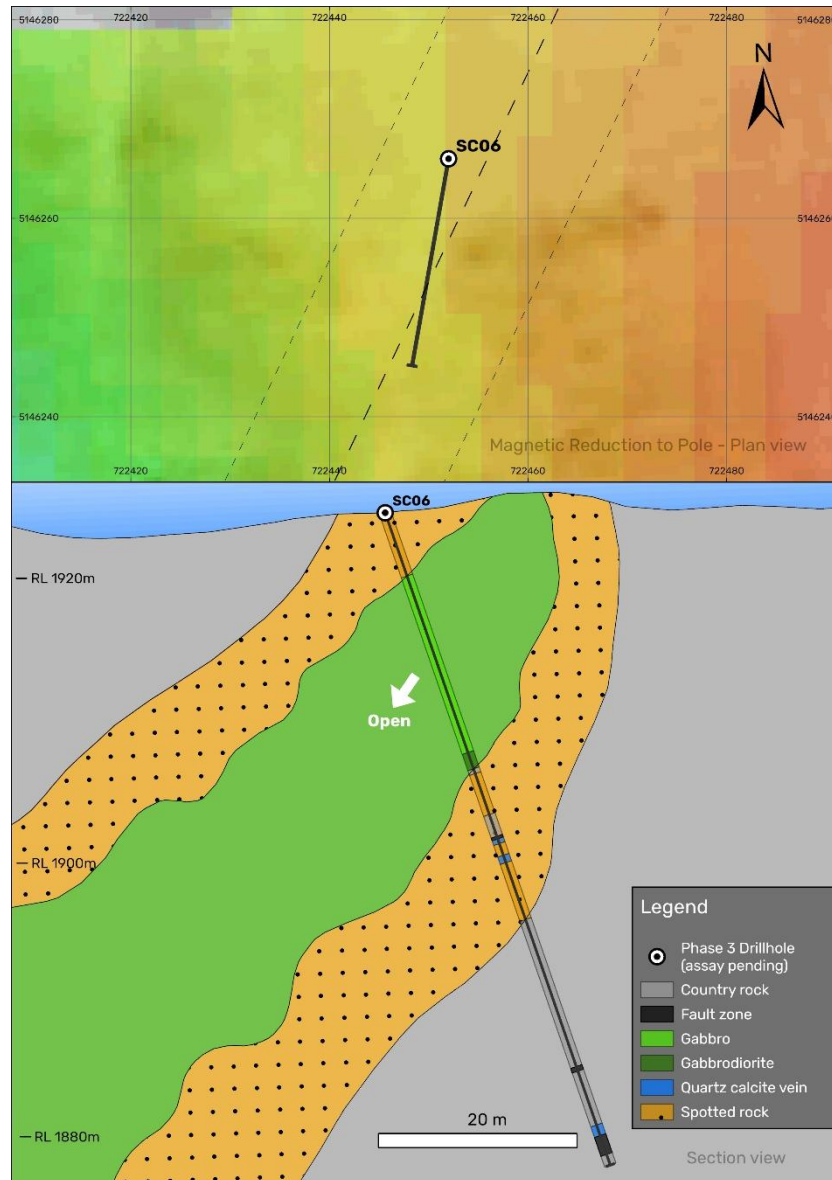 5146280
722420
722440
722460
722480
5146280
N
SC06
5146260
5146260
5146240
5146240
Magnetic Reduction to Pole - Plan view
722420
722440
722460
722480
SC06
RL 1920m
Open
RL 1900m
Legend
Phase 3 Drillhole
(assay pending)
Country rock
Fault zone
Gabbro
Gabbrodiorite
Quartz calcite vein
Spotted rock
20 m
RL 1880m
Section view